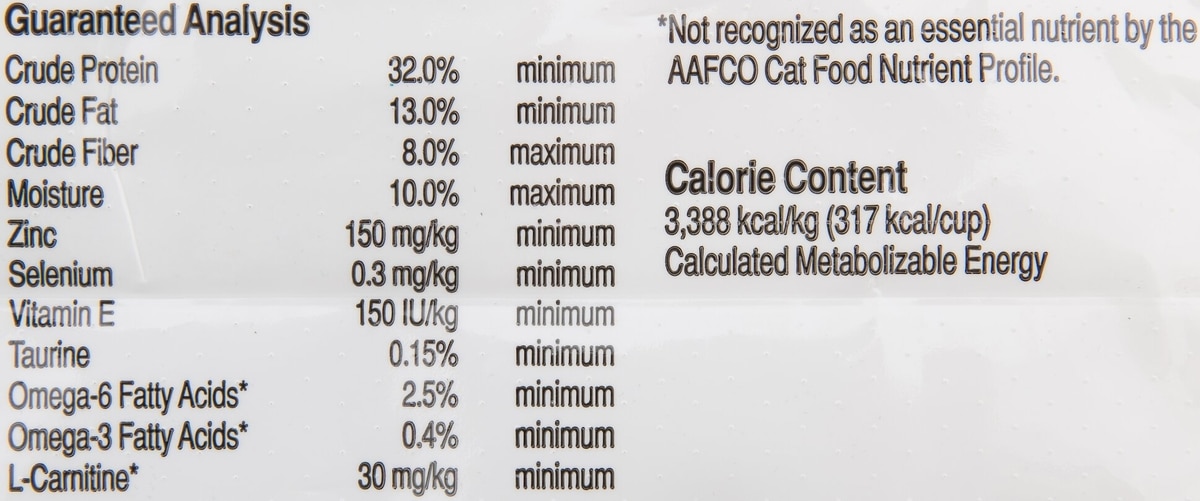 Guaranteed Analysis
Crude Protein 32.0% minimum
Crude Fat 13.0% minimum
Crude Fiber 8.0% maximum
Moisture 10.0% maximum
Zinc 150 mg/kg minimum
Selenium 0.3 mg/kg minimum
Vitamin E 150 IU/kg minimum
Taurine 0.15% minimum
Omega-6 Fatty Acids* 2.5% minimum
Omega-3 Fatty Acids* 0.4% minimum
L-Carnitine* 30 mg/kg minimum
*Not recognized as an essential nutrient by the
AAFCO Cat Food Nutrient Profile.
Calorie Content
3,388 kcal/kg (317 kcal/cup)
Calculated Metabolizable Energy